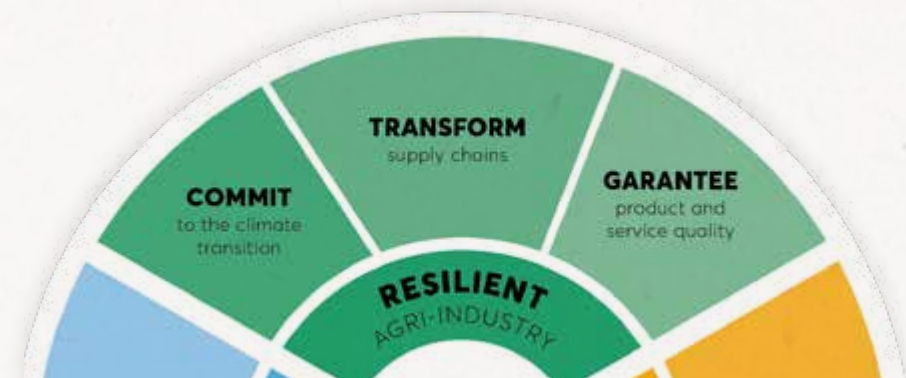 TRANSFORM
supply chains
COMMIT
to the climate
transition
GARANTEE
product and
service quality
RESILIENT
AGRI-INDUSTRY